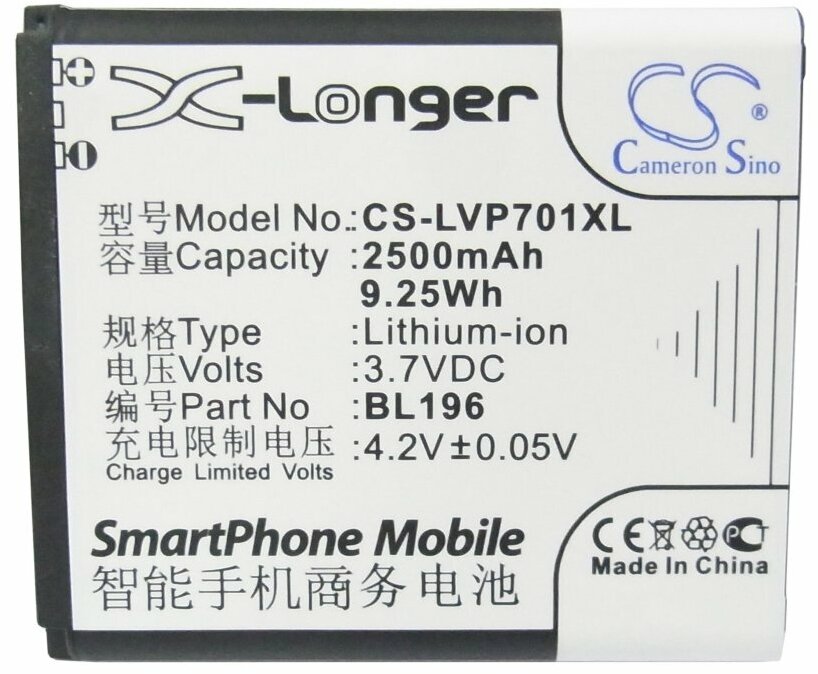 X-Longer
CS®
Cameron Sino
型号Model No.:CS-LVP701XL
容量Capacity :2500mAh
9.25Wh
规格Type :Lithium-ion
电压Volts :3.7VDC
编号Part No :BL196
充电限制电压 :4.2V±0.05V
Charge Limited Volts
SmartPhone Mobile
智能手机商务电池
CE PCT
Made In China